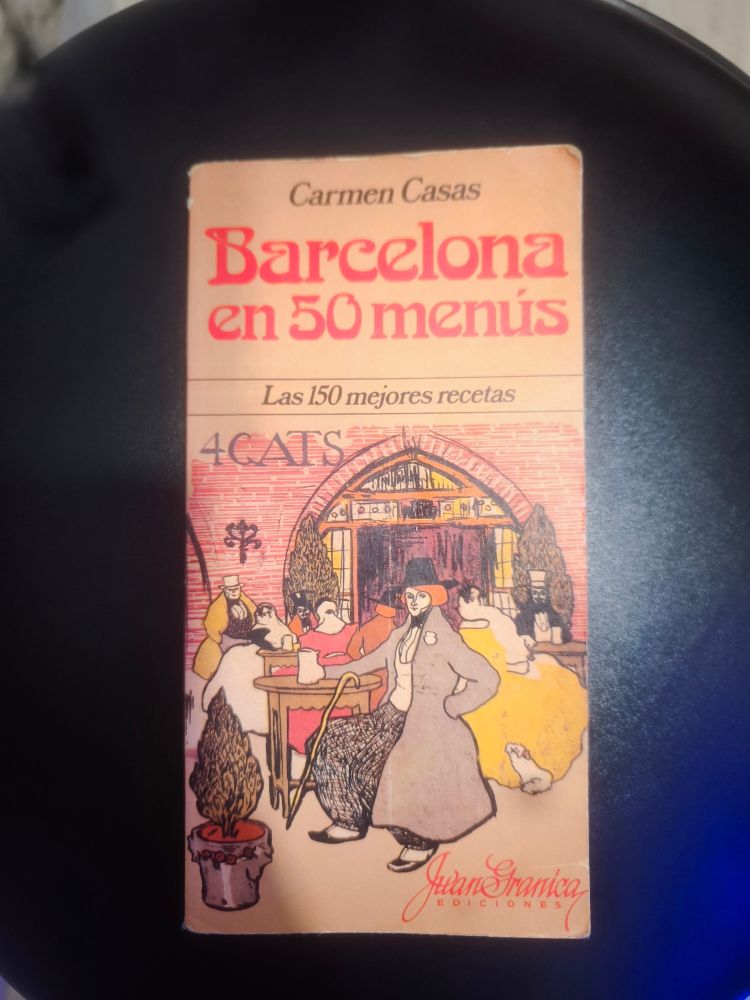 Carmen Casas
Barcelona
en 50 menús
Las 150 mejores recetas
4CATS
Juan Granica
EDICIONES